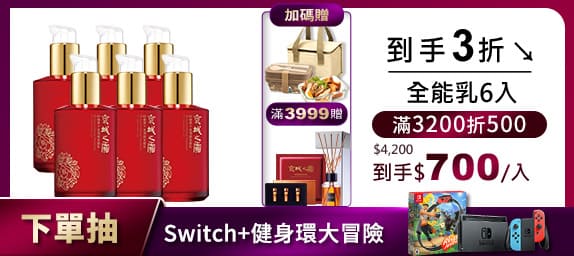 加碼贈
滿3999贈
到手3折↘
全能乳6入
滿3200折500
$4,200
到手$700/入
下單抽
Switch+健身環大冒險